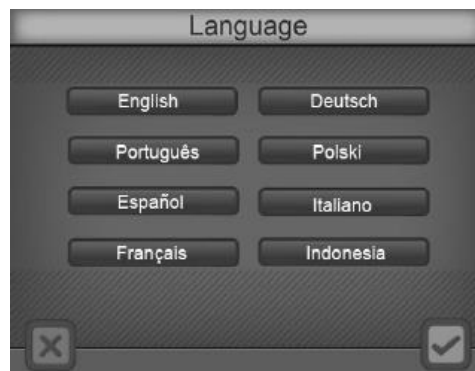 Language
English
Deutsch
Português
Polski
Español
Italiano
Français
Indonesia